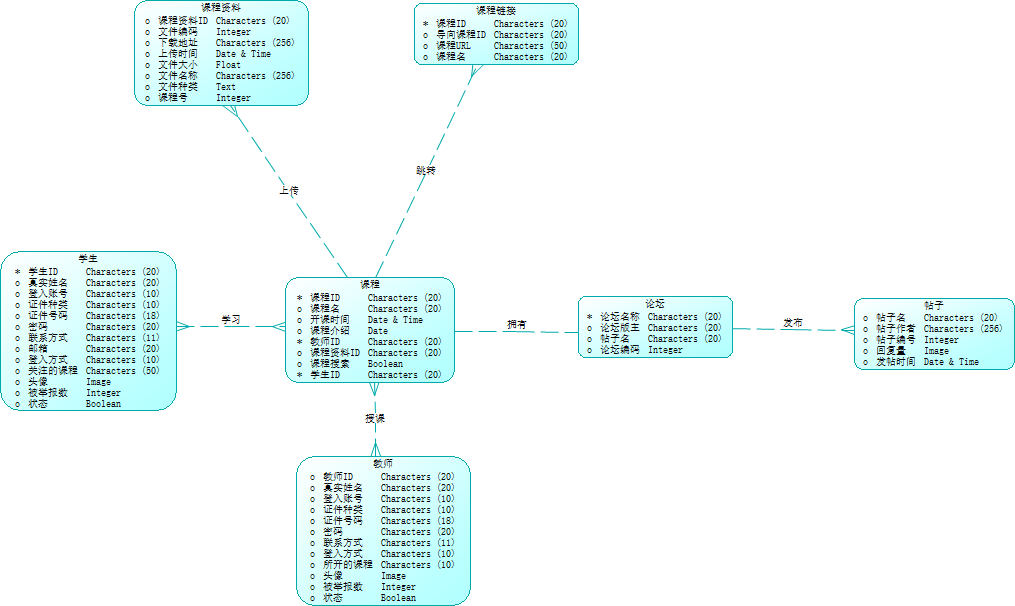 课程资料
o 课程资料ID Characters (20)
o 文件编码 Integer
o 下载地址 Characters (256)
o 上传时间 Date & Time
o 文件大小 Float
o 文件名称 Characters (256)
o 文件种类 Text
o 课程号 Integer
课程链接
* 课程ID Characters (20)
o 导向课程ID Characters (20)
o 课程URL Characters (50)
o 课程名 Characters (20)
上传
跳转
学生
* 学生ID Characters (20)
o 真实姓名 Characters (20)
o 登入账号 Characters (10)
o 证件种类 Characters (10)
o 证件号码 Characters (18)
o 密码 Characters (20)
o 联系方式 Characters (11)
o 邮箱 Characters (20)
o 登入方式 Characters (10)
o 关注的课程 Characters (50)
o 头像 Image
o 被举报数 Integer
o 状态 Boolean
学习
课程
* 课程ID Characters (20)
o 课程名 Characters (20)
o 开课时间 Date & Time
o 课程介绍 Date
* 教师ID Characters (20)
o 课程资料ID Characters (20)
o 课程搜索 Boolean
* 学生ID Characters (20)
拥有
论坛
* 论坛名称 Characters (20)
o 论坛版主 Characters (20)
o 帖子名 Characters (20)
o 论坛编码 Integer
发布
帖子
o 帖子名 Characters (20)
o 帖子作者 Characters (256)
o 帖子编号 Integer
o 回复量 Image
o 发帖时间 Date & Time
授课
教师
o 教师ID Characters (20)
o 真实姓名 Characters (20)
o 登入账号 Characters (10)
o 证件种类 Characters (10)
o 证件号码 Characters (18)
o 密码 Characters (20)
o 联系方式 Characters (11)
o 登入方式 Characters (10)
o 所开的课程 Characters (10)
o 头像 Image
o 被举报数 Integer
o 状态 Boolean